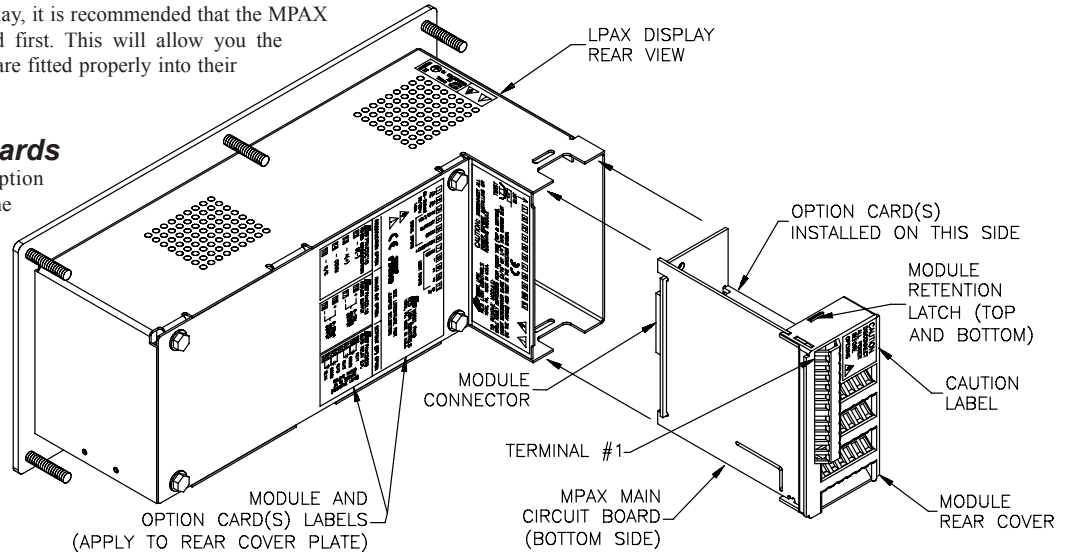 ay, it is recommended that the MPAX
d first. This will allow you the
are fitted properly into their
ards
ption
ne
LPAX DISPLAY
REAR VIEW
OPTION CARD(S)
INSTALLED ON THIS SIDE
MODULE
RETENTION
LATCH (TOP
AND BOTTOM)
MODULE
CONNECTOR
CAUTION
LABEL
TERMINAL #1
MODULE AND
OPTION CARD(S) LABELS
(APPLY TO REAR COVER PLATE)
MPAX MAIN
CIRCUIT BOARD
(BOTTOM SIDE)
MODULE
REAR COVER
CAUTION